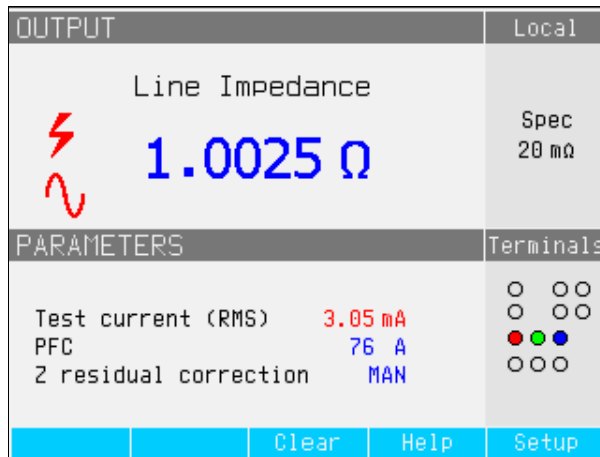 OUTPUT
Local
Line Impedance
1.0025 Ω
Spec
20 mΩ
PARAMETERS
Terminals
Test current (RMS) 3.05 mA
PFC 76 A
Z residual correction MAN
Clear Help Setup